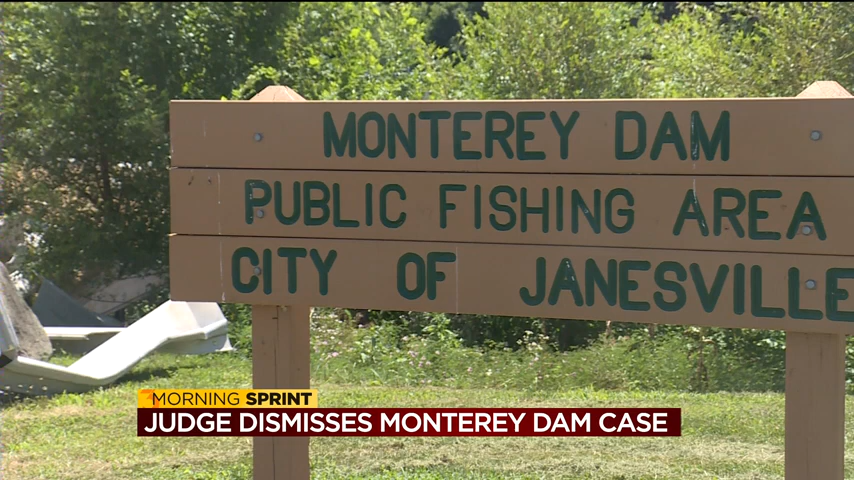 MONTEREY DAM
PUBLIC FISHING AREA
CITY OF JANESVILLE
MORNING SPRINT
JUDGE DISMISSES MONTEREY DAM CASE